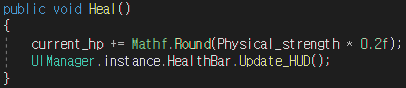 public void Heal()
{
current_hp += Mathf.Round(Physical_strength * 0.2f);
UIManager.instance.HealthBar.Update_HUD();
}